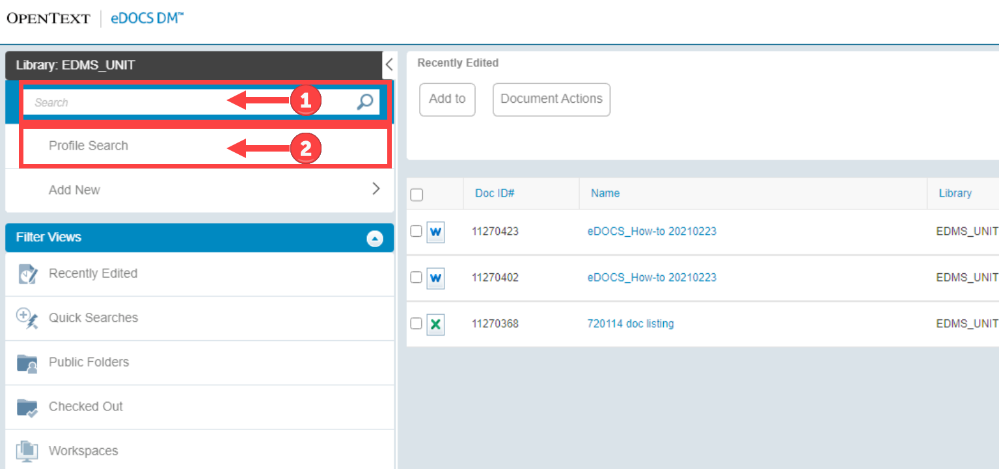 OPENTEXT | eDOCS DM™
Library: EDMS_UNIT
Search
1
Profile Search
2
Add New
Filter Views
Recently Edited
Quick Searches
Public Folders
Checked Out
Workspaces
Recently Edited
Add to
Document Actions
Doc ID# Name Library
W 11270423 eDOCS_How-to 20210223 EDMS_UNIT
W 11270402 eDOCS_How-to 20210223 EDMS_UNIT
X 11270368 720114 doc listing EDMS_UNIT